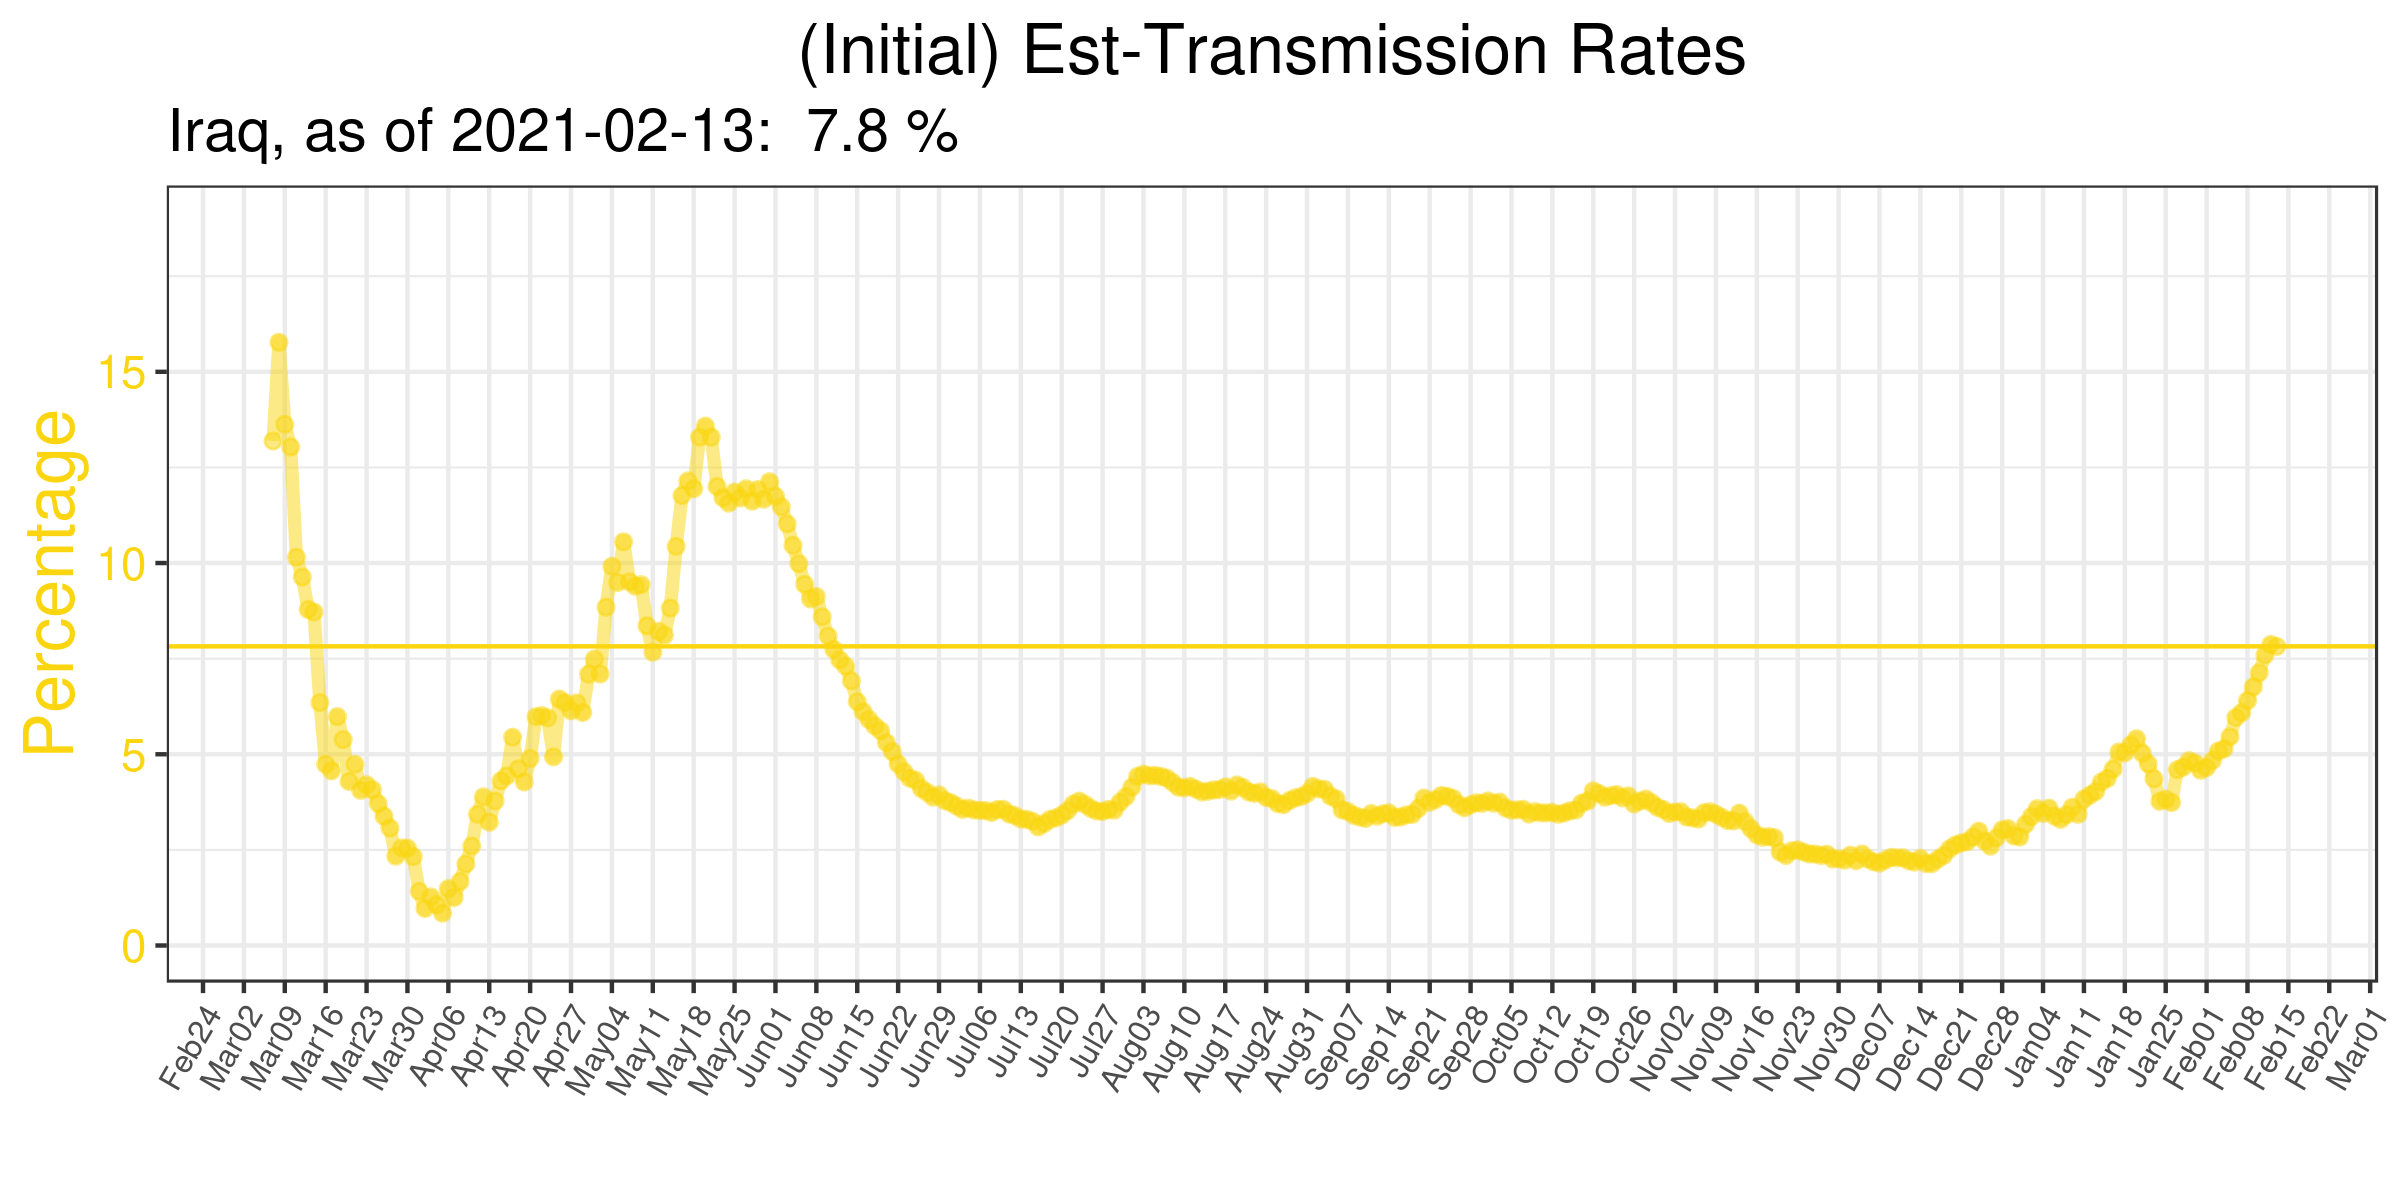 (Initial) Est-Transmission Rates
Iraq, as of 2021-02-13:  7.8 %
Percentage
15
10
5
0
Feb24
Mar02
Mar09
Mar16
Mar23
Mar30
Apr06
Apr13
Apr20
Apr27
May04
May11
May18
May25
Jun01
Jun08
Jun15
Jun22
Jun29
Jul06
Jul13
Jul20
Jul27
Aug03
Aug10
Aug17
Aug24
Aug31
Sep07
Sep14
Sep21
Sep28
Oct05
Oct12
Oct19
Oct26
Nov02
Nov09
Nov16
Nov23
Nov30
Dec07
Dec14
Dec21
Dec28
Jan04
Jan11
Jan18
Jan25
Feb01
Feb08
Feb15
Feb22
Mar01